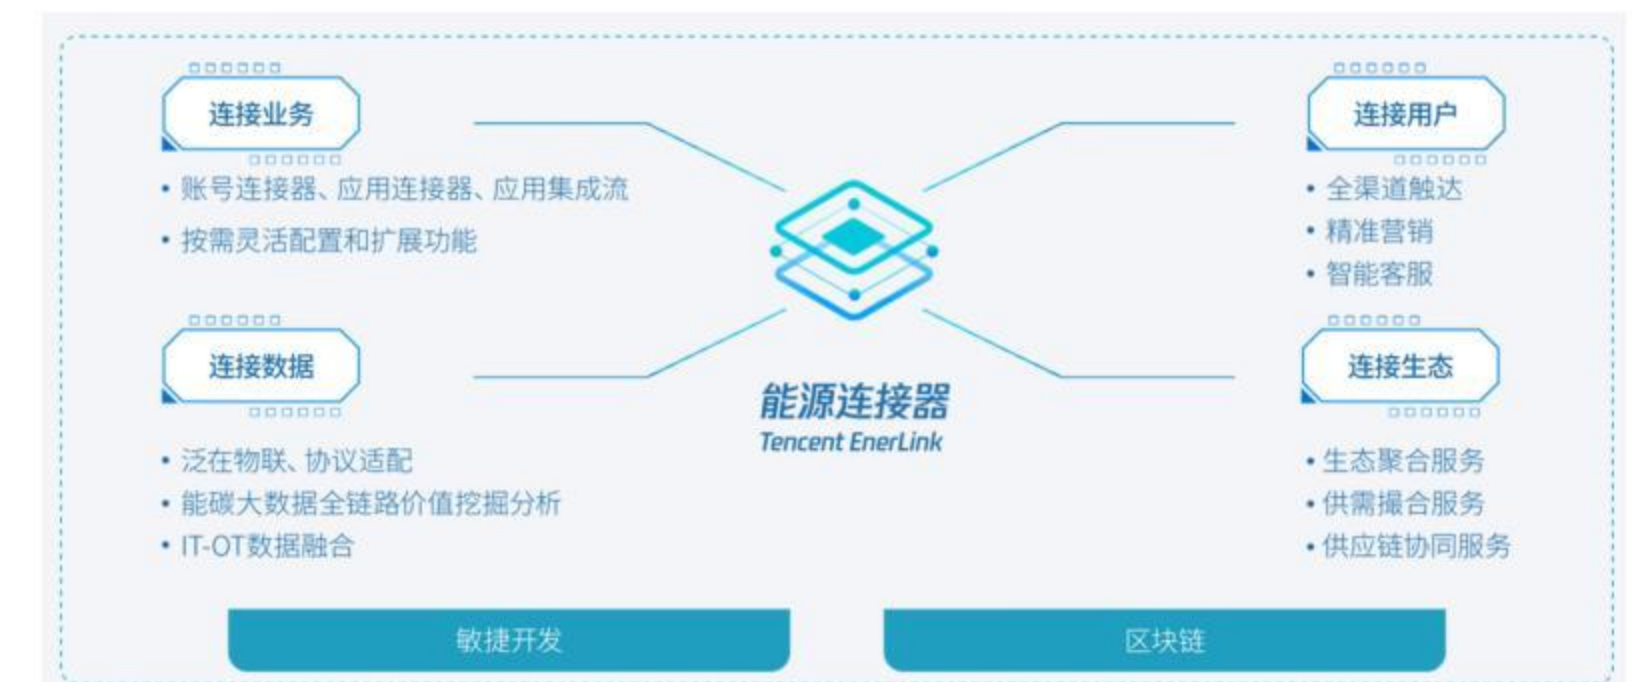 连接业务
• 账号连接器、应用连接器、应用集成流
• 按需灵活配置和扩展功能
连接用户
• 全渠道触达
• 精准营销
• 智能客服
能源连接器
Tencent EnerLink
连接数据
• 泛在物联、协议适配
• 能碳大数据全链路价值挖掘分析
• IT-OT数据融合
连接生态
• 生态聚合服务
• 供需撮合服务
• 供应链协同服务
敏捷开发
区块链